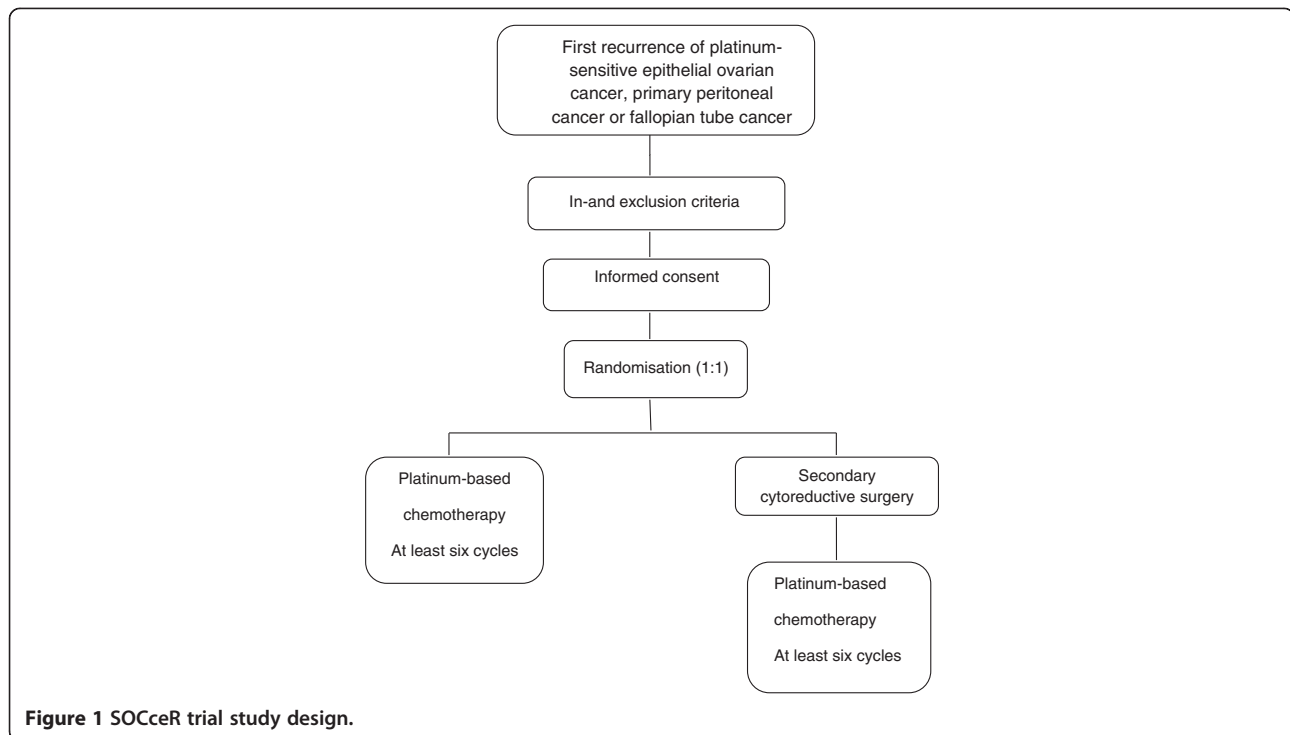 First recurrence of platinum-
sensitive epithelial ovarian
cancer, primary peritoneal
cancer or fallopian tube cancer
In-and exclusion criteria
Informed consent
Randomisation (1:1)
Platinum-based
chemotherapy
At least six cycles
Secondary
cytoreductive surgery
Platinum-based
chemotherapy
At least six cycles
Figure 1 SOCceR trial study design.